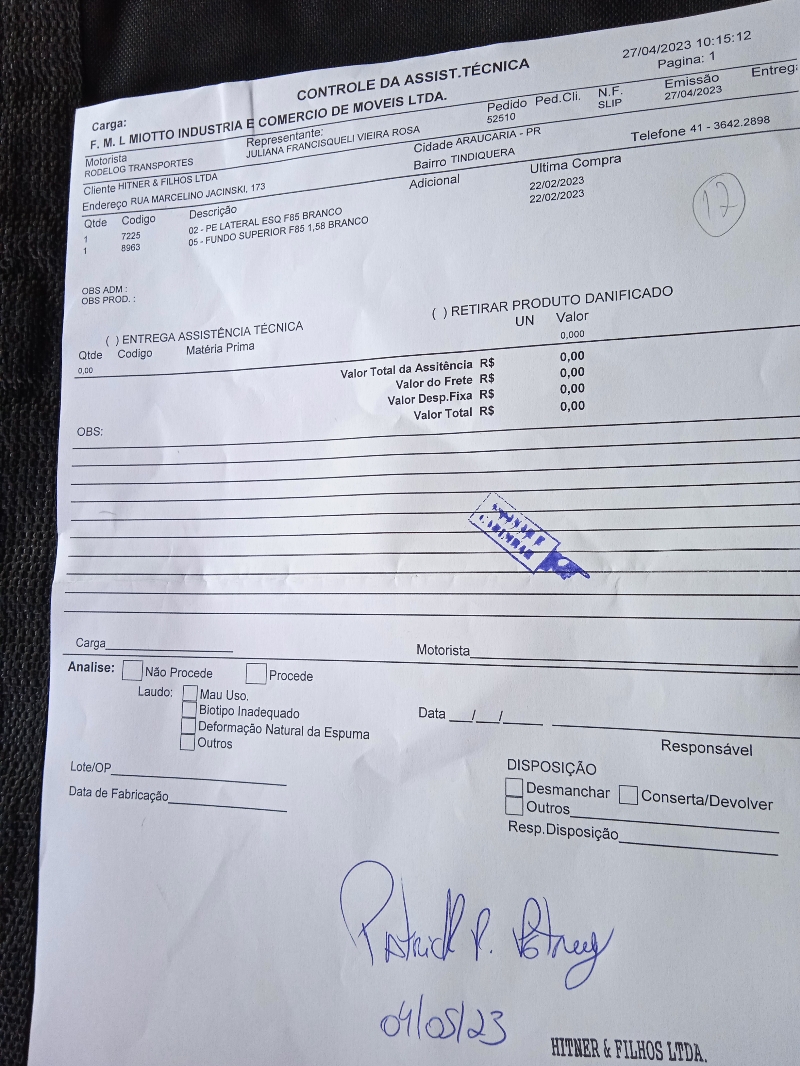 27/04/2023 10:15:12
CONTROLE DA ASSIST.TÉCNICA
Pagina: 1
Carga:
F. M. L MIOTTO INDUSTRIA E COMERCIO DE MOVEIS LTDA.
Pedido Ped.Cli. N.F. Emissão Entreg
52510 SLIP 27/04/2023
Motorista Representante:
RODELOG TRANSPORTES JULIANA FRANCISQUELI VIEIRA ROSA
Cliente HITNER & FILHOS LTDA Cidade ARAUCARIA - PR Telefone 41 - 3642.2898
Endereço RUA MARCELINO JACINSKI, 173 Bairro TINDIQUERA
Qtde Codigo Descrição Adicional Ultima Compra
1 7225 02 - PE LATERAL ESQ F85 BRANCO 22/02/2023
1 8963 05 - FUNDO SUPERIOR F85 1,58 BRANCO 22/02/2023
17
OBS ADM :
OBS PROD. :
( ) ENTREGA ASSISTÊNCIA TÉCNICA ( ) RETIRAR PRODUTO DANIFICADO
Qtde Codigo Matéria Prima UN Valor
0,00 0,000
Valor Total da Assitência R$ 0,00
Valor do Frete R$ 0,00
Valor Desp.Fixa R$ 0,00
Valor Total R$ 0,00
OBS:
Carga Motorista
Analise: Não Procede Procede
Laudo: Mau Uso.
Biotipo Inadequado
Deformação Natural da Espuma
Outros
Data __/__/____
Responsável
Lote/OP
Data de Fabricação
DISPOSIÇÃO
Desmanchar Conserta/Devolver
Outros
Resp.Disposição
Patrick P.
04/05/23
HITNER & FILHOS LTDA.